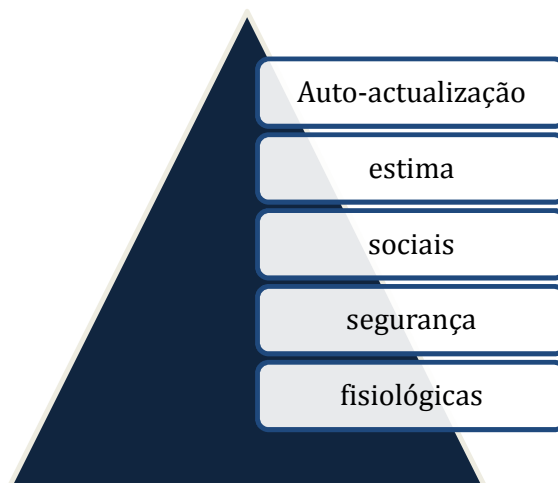 Auto-actualização
estima
sociais
segurança
fisiológicas